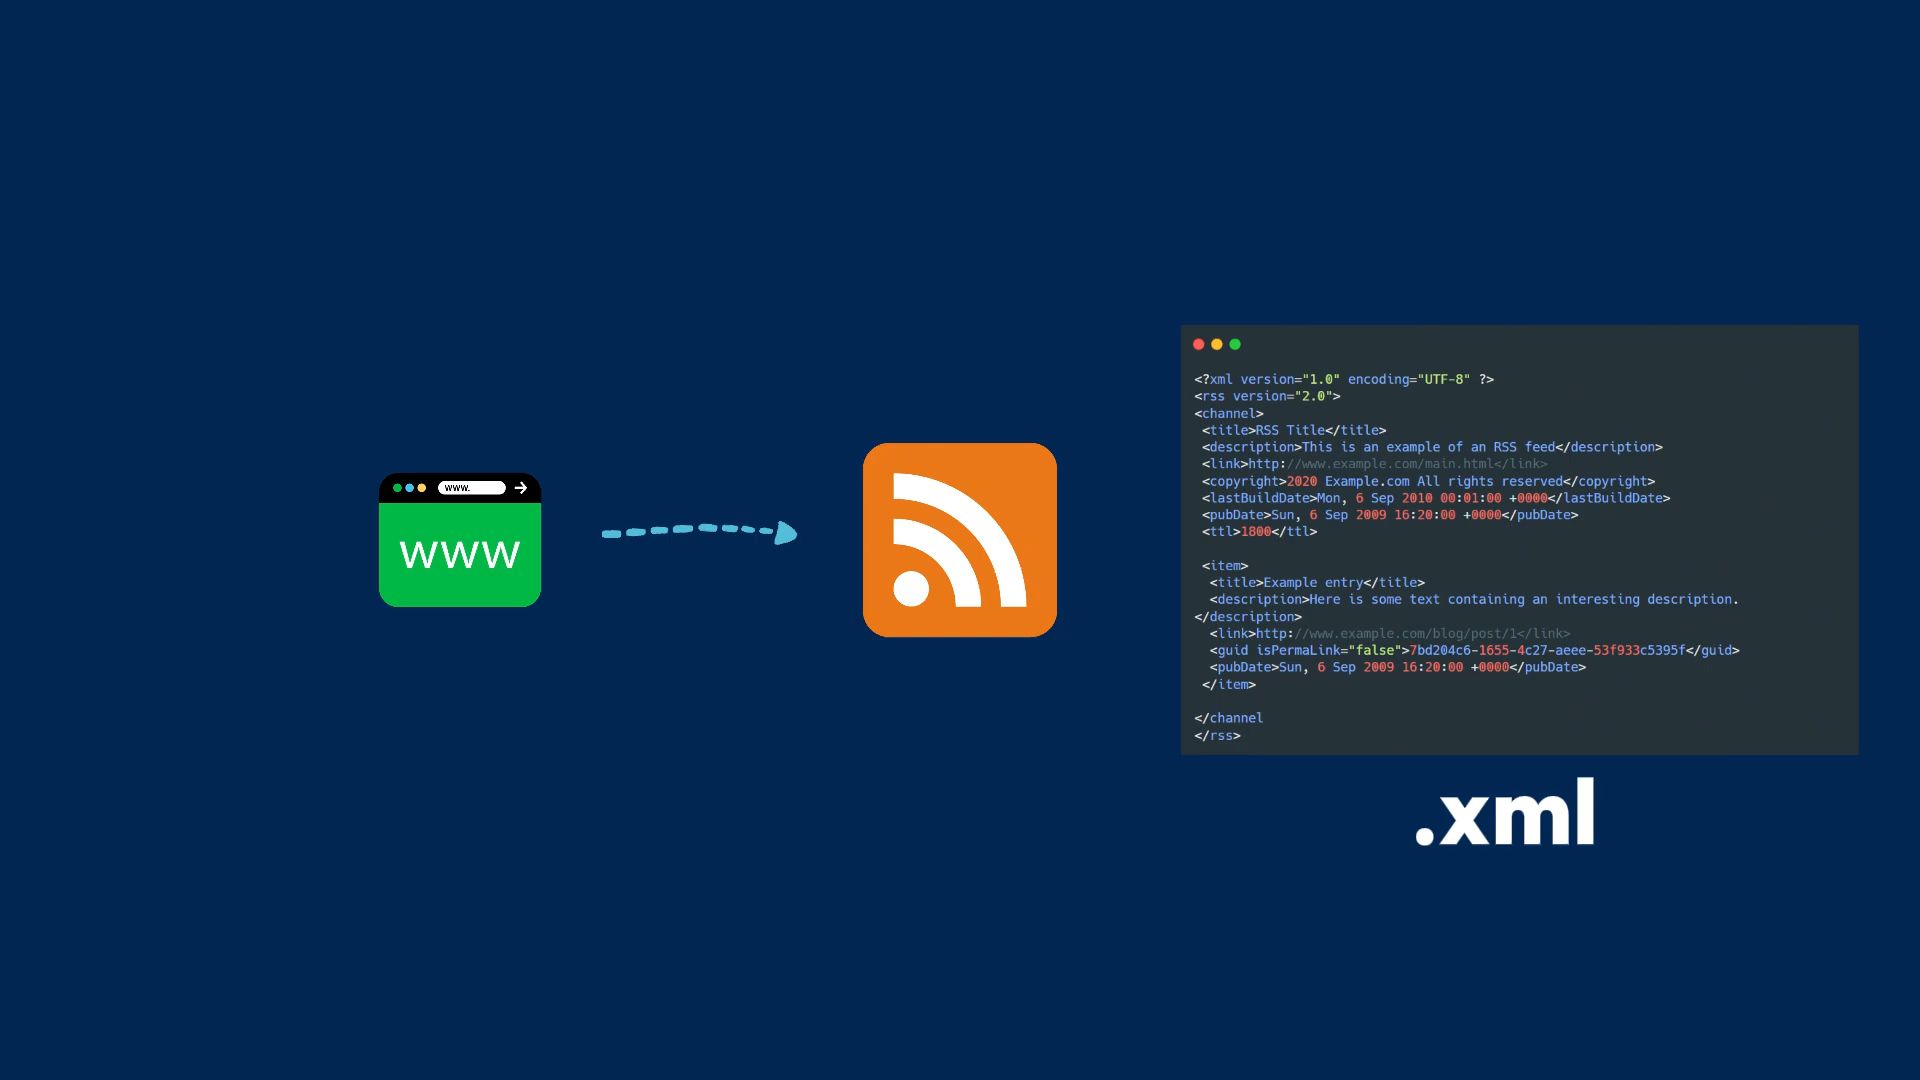 www.
www
<?xml version="1.0" encoding="UTF-8" ?>
<rss version="2.0">
<channel>
 <title>RSS Title</title>
 <description>This is an example of an RSS feed</description>
 <link>http://www.example.com/main.html</link>
 <copyright>2020 Example.com All rights reserved</copyright>
 <lastBuildDate>Mon, 6 Sep 2010 00:01:00 +0000</lastBuildDate>
 <pubDate>Sun, 6 Sep 2009 16:20:00 +0000</pubDate>
 <ttl>1800</ttl>

 <item>
  <title>Example entry</title>
  <description>Here is some text containing an interesting description.
</description>
  <link>http://www.example.com/blog/post/1</link>
  <guid isPermaLink="false">7bd204c6-1655-4c27-aeee-53f933c5395f</guid>
  <pubDate>Sun, 6 Sep 2009 16:20:00 +0000</pubDate>
 </item>

</channel
</rss>
.xml